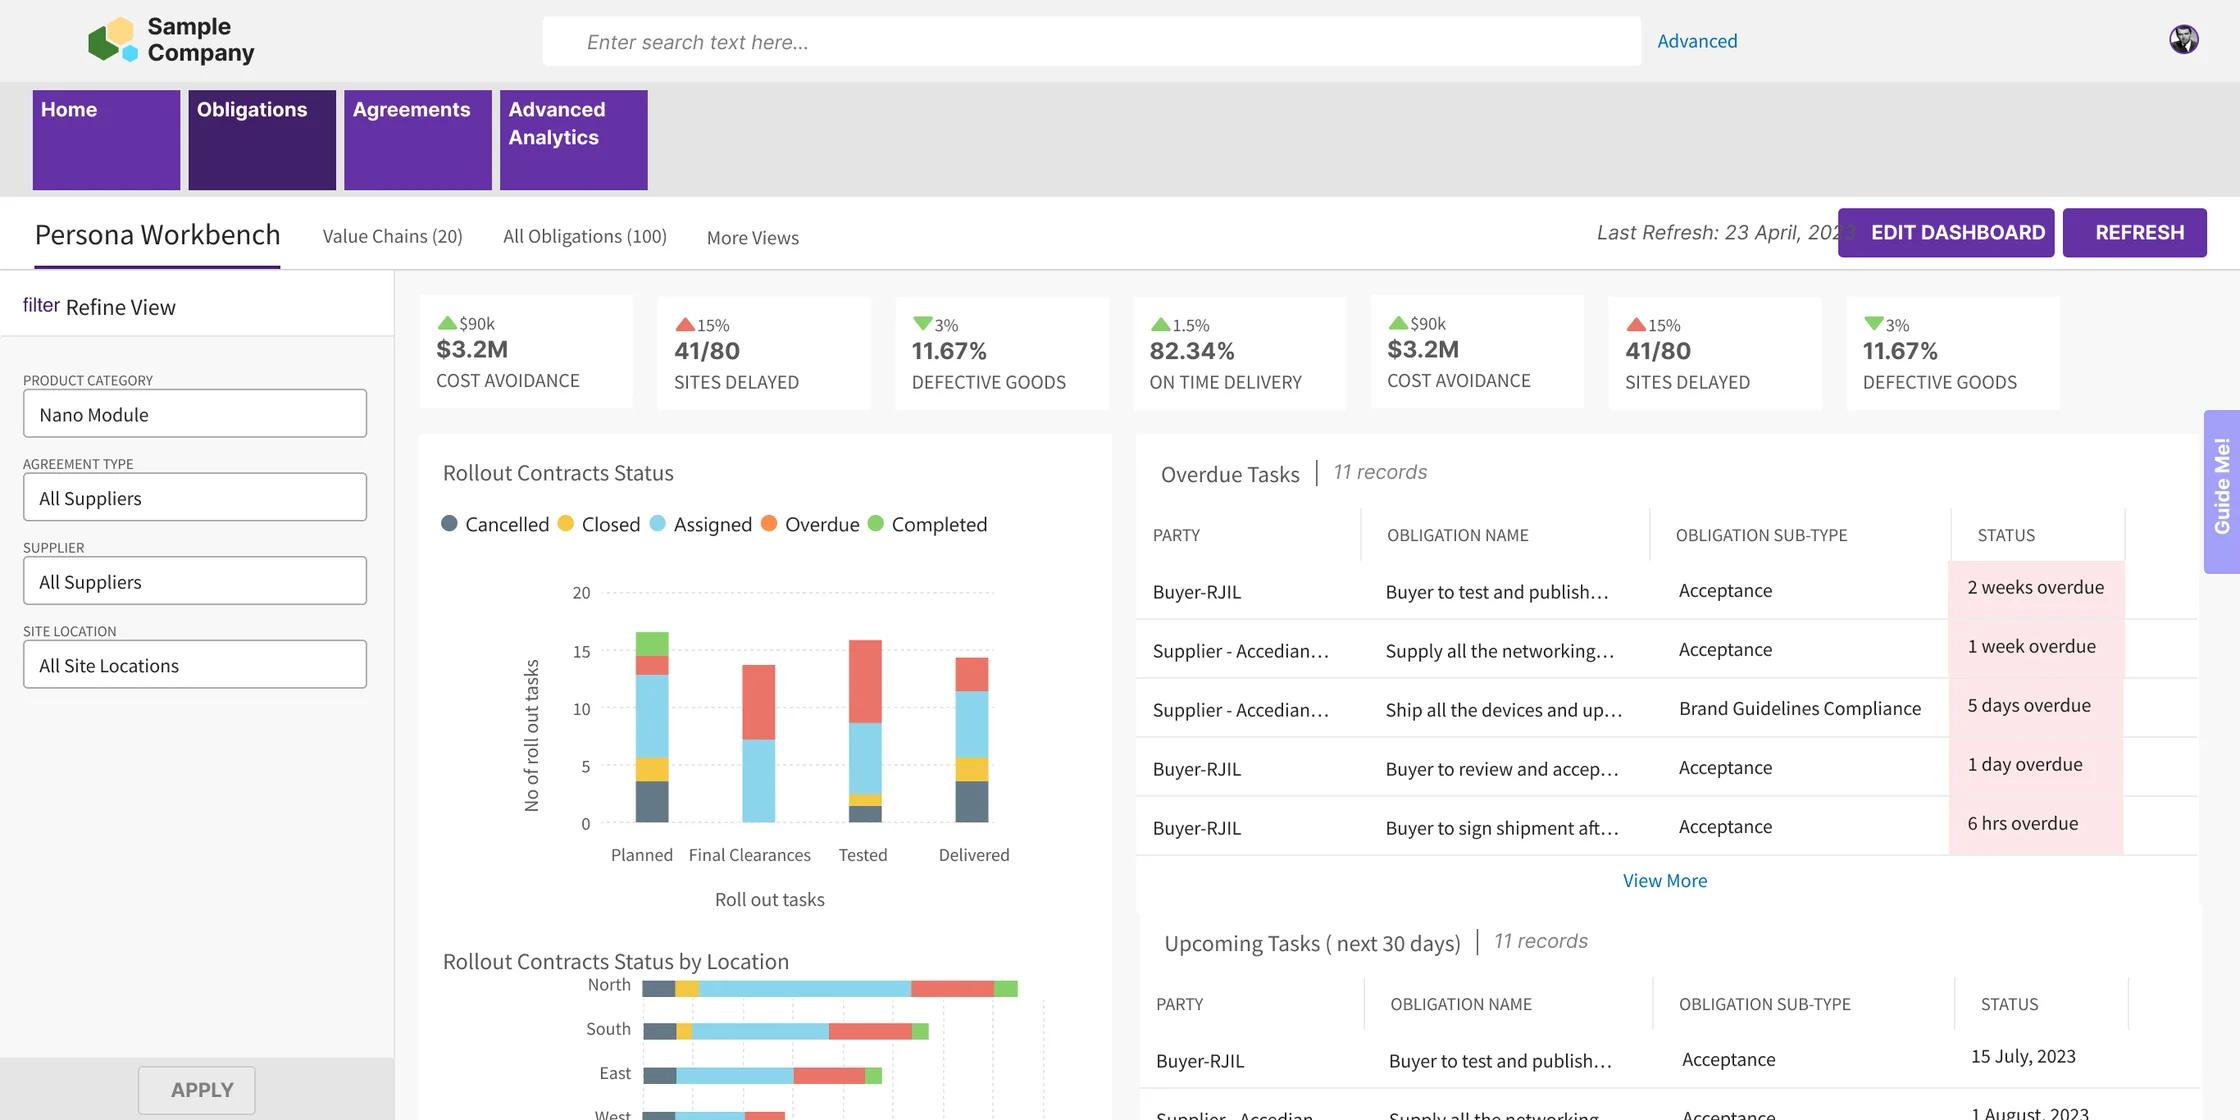 Sample
Company
Enter search text here...
Advanced
Home
Obligations
Agreements
Advanced
Analytics
Persona Workbench
Value Chains (20)
All Obligations (100)
More Views
Last Refresh: 23 April, 2023
EDIT DASHBOARD
REFRESH
filter Refine View
PRODUCT CATEGORY
Nano Module
AGREEMENT TYPE
All Suppliers
SUPPLIER
All Suppliers
SITE LOCATION
All Site Locations
APPLY
$90k
$3.2M
COST AVOIDANCE
15%
41/80
SITES DELAYED
3%
11.67%
DEFECTIVE GOODS
1.5%
82.34%
ON TIME DELIVERY
$90k
$3.2M
COST AVOIDANCE
15%
41/80
SITES DELAYED
3%
11.67%
DEFECTIVE GOODS
Guide Me!
Rollout Contracts Status
Cancelled Closed Assigned Overdue Completed
20
15
10
5
0
No of roll out tasks
Planned Final Clearances Tested Delivered
Roll out tasks
Rollout Contracts Status by Location
North
South
East
West
Overdue Tasks | 11 records
PARTY OBLIGATION NAME OBLIGATION SUB-TYPE STATUS
Buyer-RJIL Buyer to test and publish... Acceptance 2 weeks overdue
Supplier - Accedian... Supply all the networking... Acceptance 1 week overdue
Supplier - Accedian... Ship all the devices and up... Brand Guidelines Compliance 5 days overdue
Buyer-RJIL Buyer to review and accep... Acceptance 1 day overdue
Buyer-RJIL Buyer to sign shipment aft... Acceptance 6 hrs overdue
View More
Upcoming Tasks ( next 30 days) | 11 records
PARTY OBLIGATION NAME OBLIGATION SUB-TYPE STATUS
Buyer-RJIL Buyer to test and publish... Acceptance 15 July, 2023
Supplier - Accedian... Supply all the networking... Acceptance 1 August, 2023